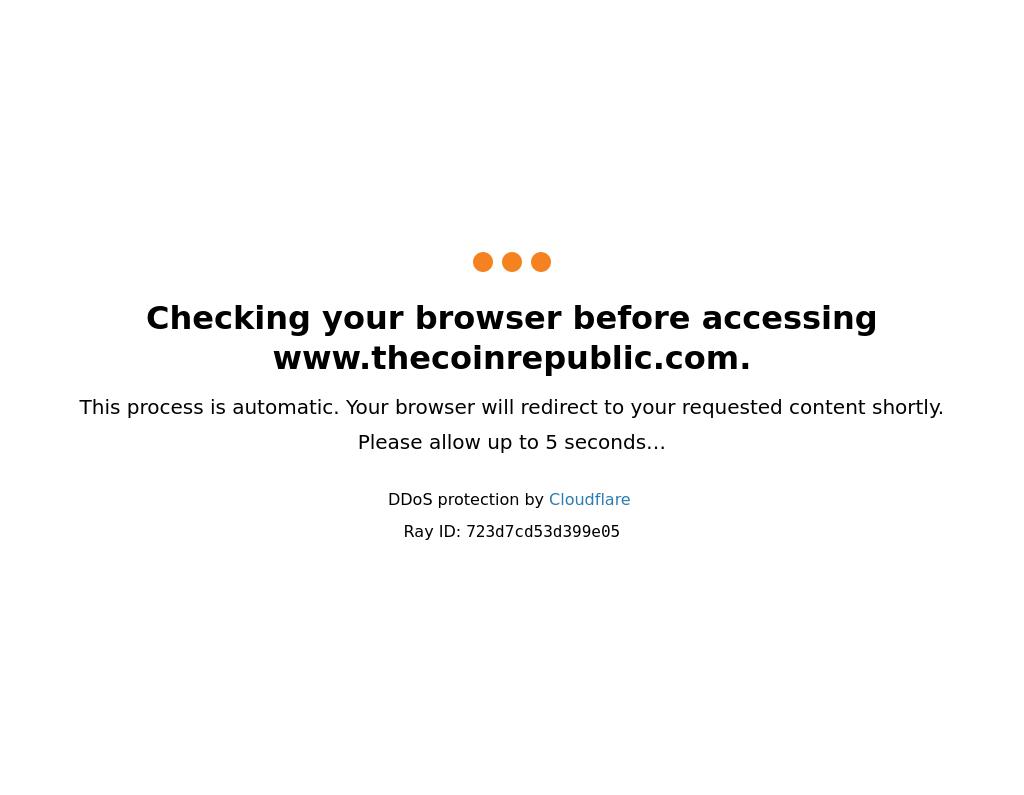 Checking your browser before accessing
www.thecoinrepublic.com.
This process is automatic. Your browser will redirect to your requested content shortly.
Please allow up to 5 seconds…
DDoS protection by Cloudflare
Ray ID: 723d7cd53d399e05